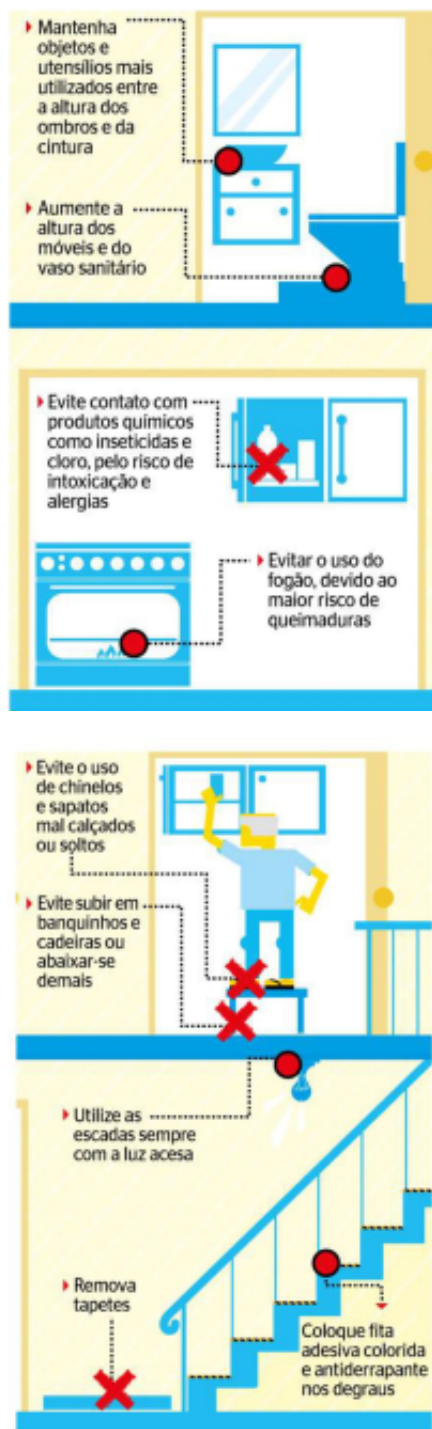 Mantenha
objetos e
utensílios mais
utilizados entre
a altura dos
ombros e da
cintura
Aumente a
altura dos
móveis e do
vaso sanitário
Evite contato com
produtos químicos
como inseticidas e
cloro, pelo risco de
intoxicação e
alergias
Evitar o uso do
fogão, devido ao
maior risco de
queimaduras
Evite o uso
de chinelos
e sapatos
mal calçados
ou soltos
Evite subir em
banquinhos e
cadeiras ou
abaixar-se
demais
Utilize as
escadas sempre
com a luz acesa
Remova
tapetes
Coloque fita
adesiva colorida
e antiderrapante
nos degraus